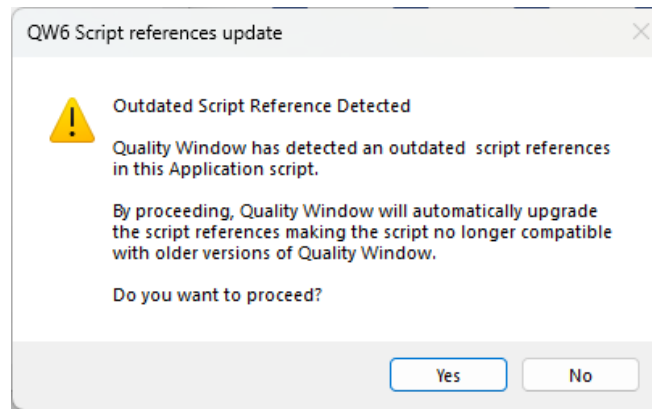 QW6 Script references update
Outdated Script Reference Detected
Quality Window has detected an outdated  script references
in this Application script.
By proceeding, Quality Window will automatically upgrade
the script references making the script no longer compatible
with older versions of Quality Window.
Do you want to proceed?
Yes
No